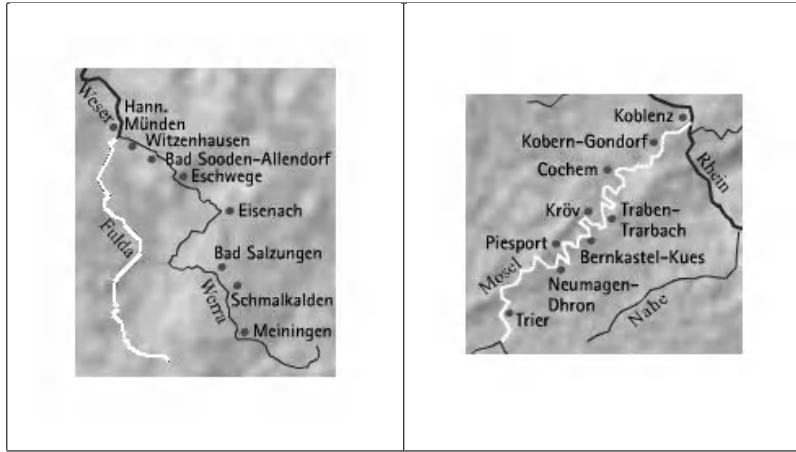 Weser
Hann.
Münden
Witzenhausen
Bad Sooden-Allendorf
Eschwege
Eisenach
Fulda
Bad Salzungen
Werra
Schmalkalden
Meiningen
Koblenz
Kobern-Gondorf
Cochem
Rhein
Kröv
Traben-
Trarbach
Piesport
Bernkastel-Kues
Mosel
Neumagen-
Dhron
Nahe
Trier